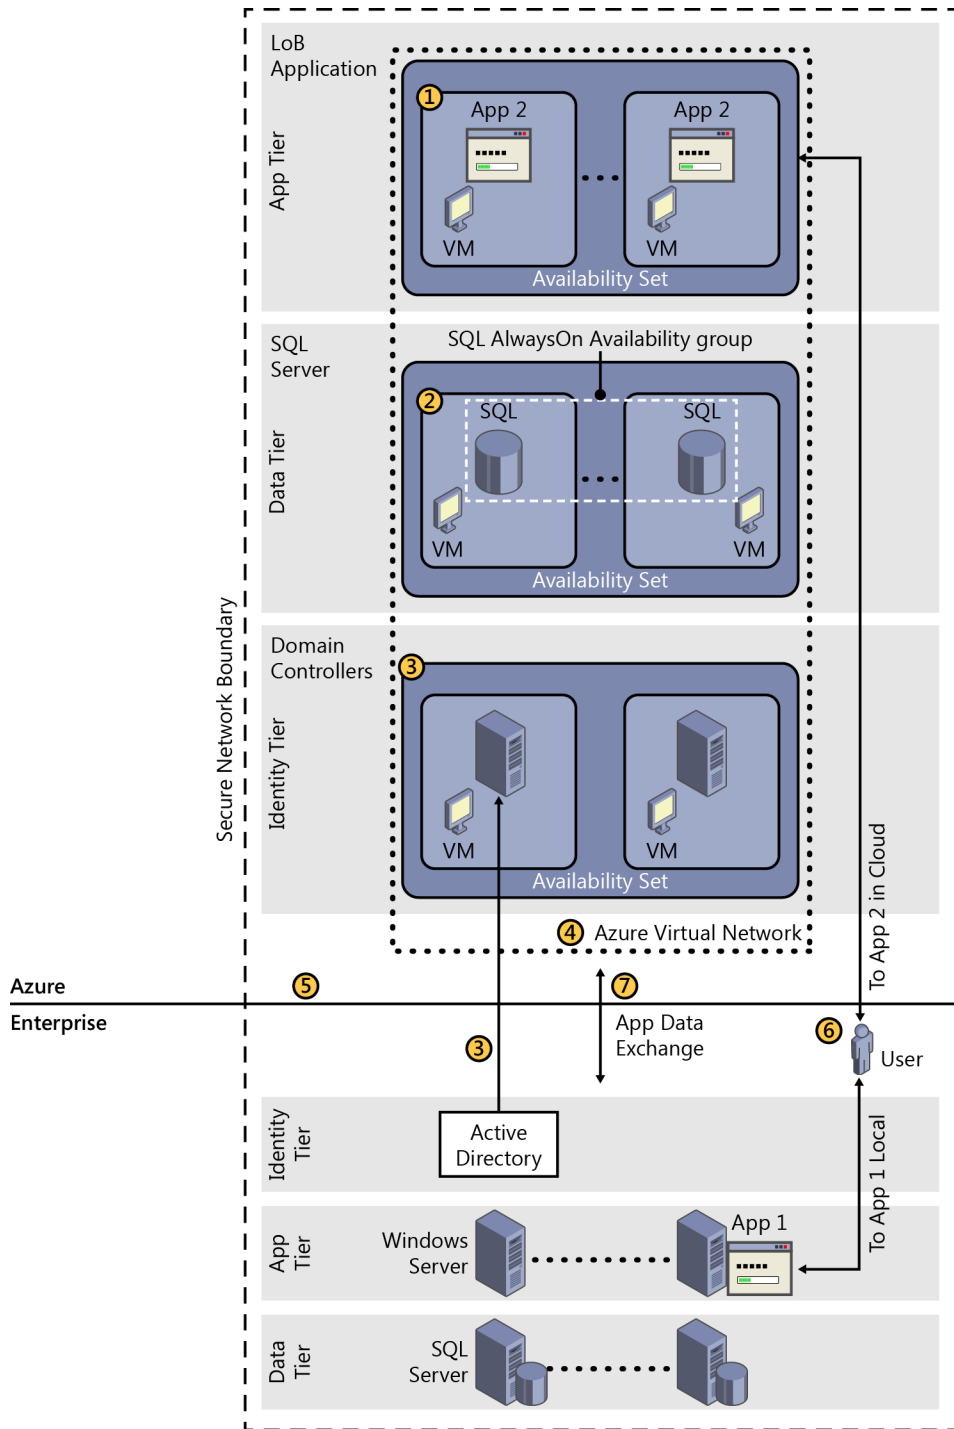 LoB
Application
App Tier
1
App 2
App 2
VM
VM
Availability Set
SQL
Server
Data Tier
SQL AlwaysOn Availability group
2
SQL
SQL
VM
VM
Availability Set
Secure Network Boundary
Domain
Controllers
Identity Tier
3
VM
VM
Availability Set
4
Azure Virtual Network
To App 2 in Cloud
Azure
5
7
Enterprise
3
App Data
Exchange
6
User
Identity
Tier
Active
Directory
To App 1 Local
App
Tier
Windows
Server
App 1
Data
Tier
SQL
Server